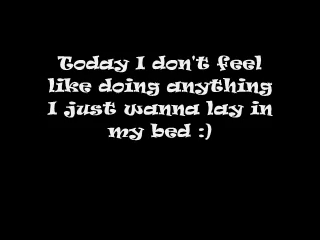 Today I don't feel
like doing anything
I just wanna lay in
my bed :)